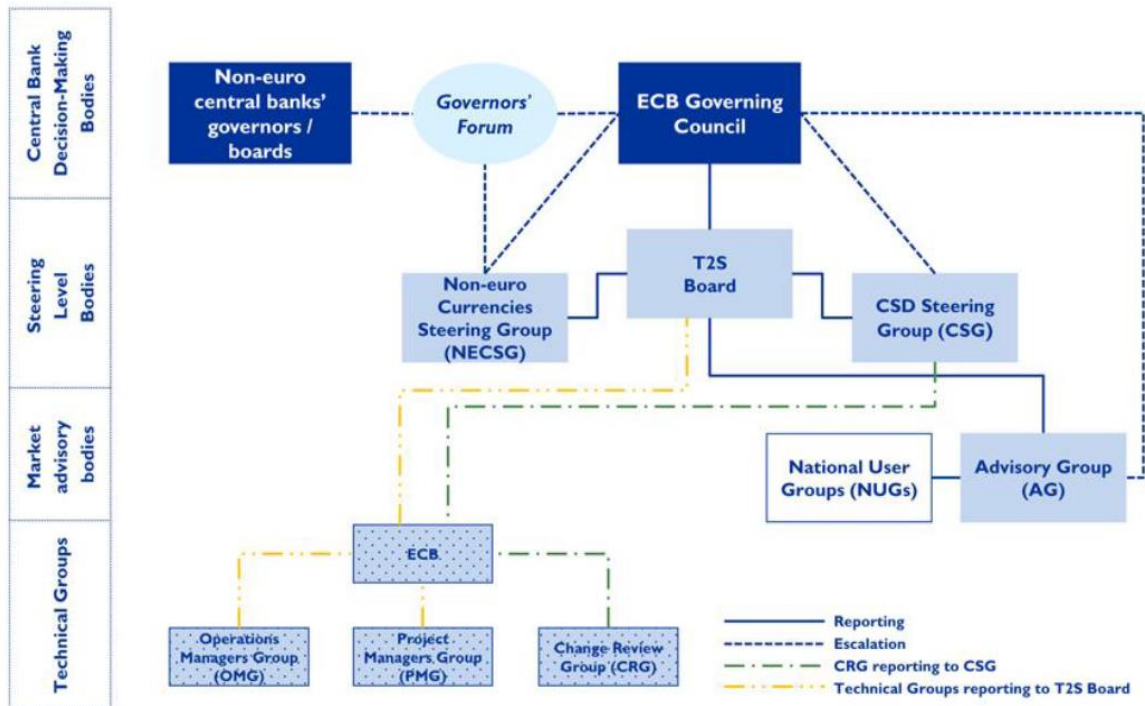 Central Bank
Decision-Making
Bodies
Non-euro
central banks'
governors /
boards
Governors'
Forum
ECB Governing
Council
Steering
Level
Bodies
Non-euro
Currencies
Steering Group
(NECSG)
T2S
Board
CSD Steering
Group (CSG)
Market
advisory
bodies
National User
Groups (NUGs)
Advisory Group
(AG)
Technical Groups
ECB
Operations
Managers Group
(OMG)
Project
Managers Group
(PMG)
Change Review
Group (CRG)
Reporting
Escalation
CRG reporting to CSG
Technical Groups reporting to T2S Board